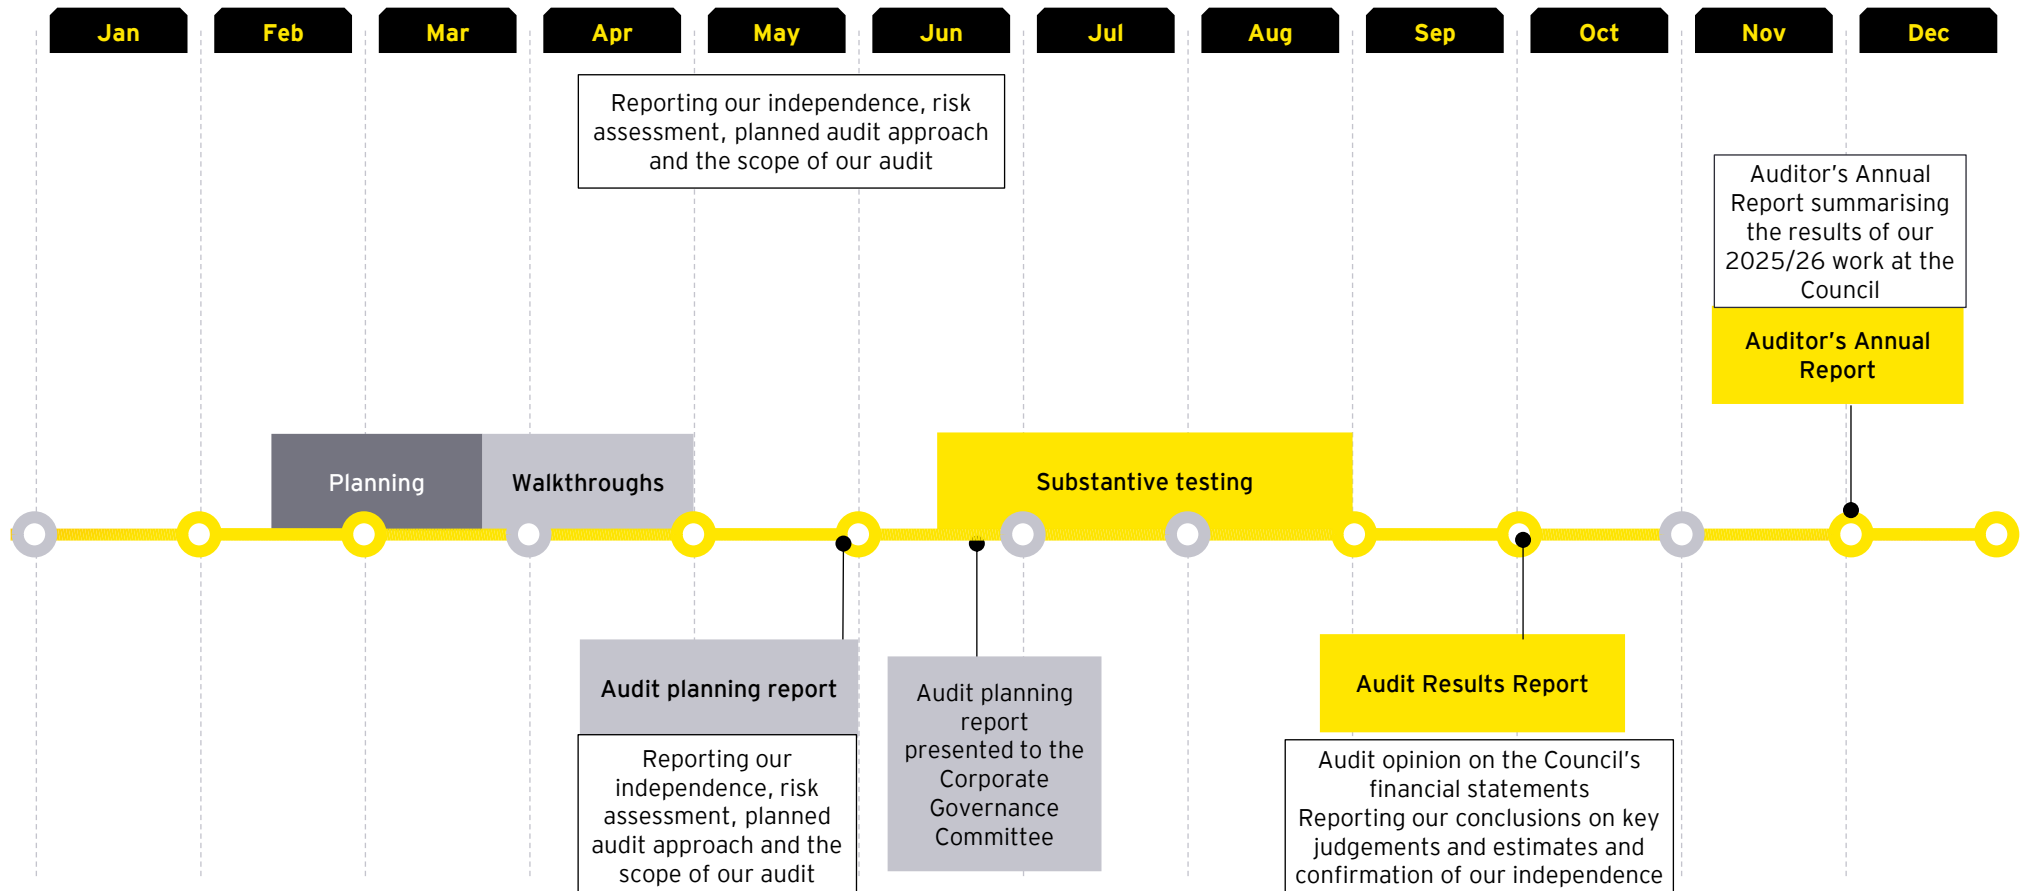 Jan
Feb
Mar
Apr
May
Jun
Jul
Aug
Sep
Oct
Nov
Dec
Reporting our independence, risk
assessment, planned audit approach
and the scope of our audit
Auditor's Annual
Report summarising
the results of our
2025/26 work at the
Council
Auditor's Annual
Report
Planning
Walkthroughs
Substantive testing
Audit planning report
Reporting our
independence, risk
assessment, planned
audit approach and the
scope of our audit
Audit planning
report
presented to the
Corporate
Governance
Committee
Audit Results Report
Audit opinion on the Council's
financial statements
Reporting our conclusions on key
judgements and estimates and
confirmation of our independence